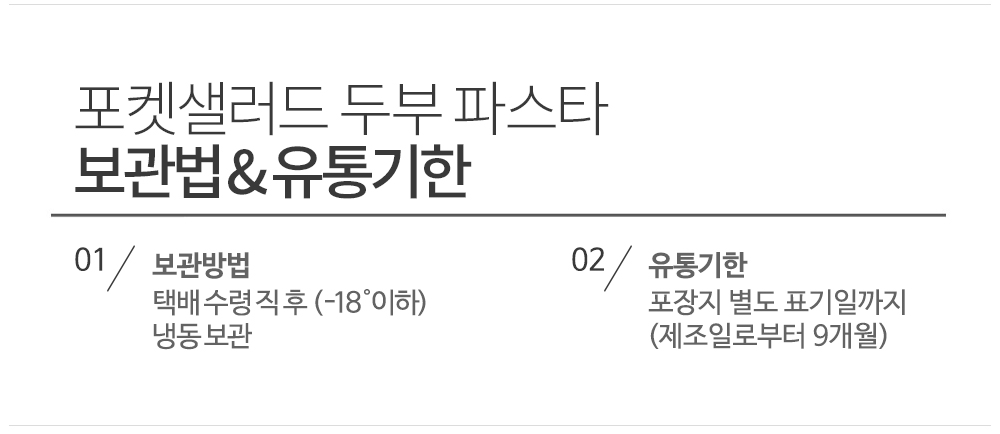 포켓샐러드 두부 파스타
보관법&유통기한
01 / 보관방법
택배 수령 직 후 (-18˚이하)
냉동 보관
02 / 유통기한
포장지 별도 표기일까지
(제조일로부터 9개월)